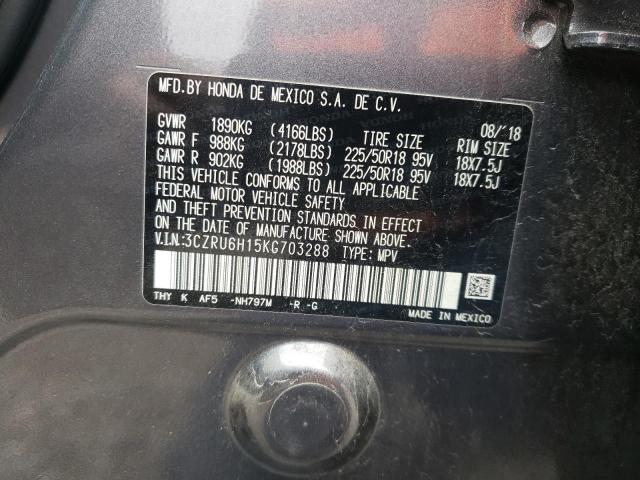 MFD.BY HONDA DE MEXICO S.A. DE C.V.
GVWR 1890KG (4166LBS) TIRE SIZE 08/'18 RIM SIZE
GAWR F 988KG (2178LBS) 225/50R18 95V 18X7.5J
GAWR R 902KG (1988LBS) 225/50R18 95V 18X7.5J
THIS VEHICLE CONFORMS TO ALL APPLICABLE
FEDERAL MOTOR VEHICLE SAFETY
AND THEFT PREVENTION STANDARDS IN EFFECT
ON THE DATE OF MANUFACTURE SHOWN ABOVE.
V.I.N:3CZRU6H15KG703288 TYPE: MPV
THY K AF5 -NH797M -R -G MADE IN MEXICO